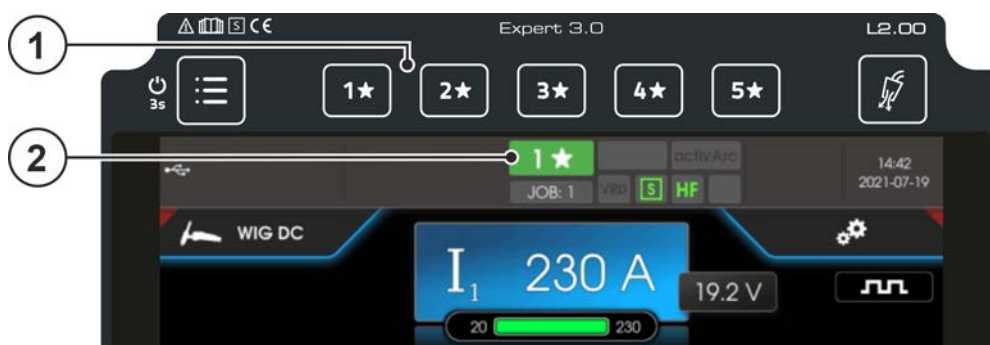 S CE Expert 3.0 L2.00
1
3s 1★ 2★ 3★ 4★ 5★
2
1★ activArc 14:42
JOB: 1 VRD S HF 2021-07-19
WIG DC
I1 230 A 19.2 V
20 230